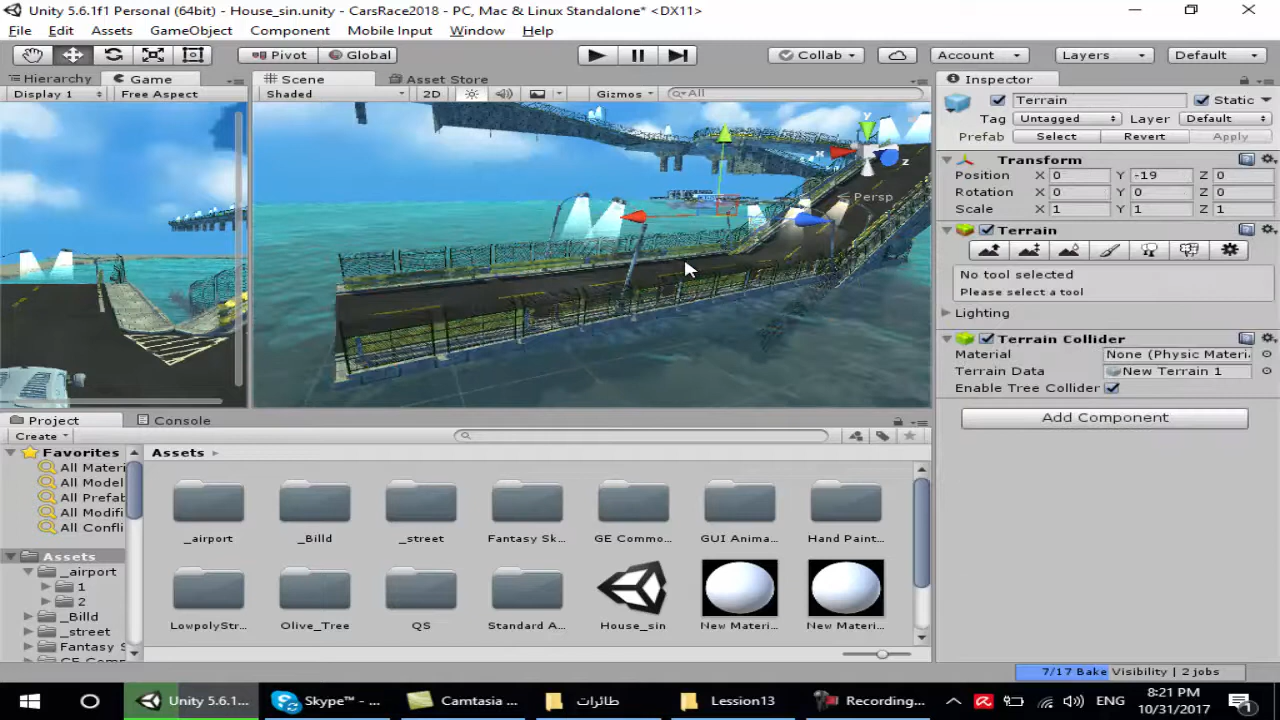 Unity 5.6.1f1 Personal (64bit) - House_sin.unity - CarsRace2018 - PC, Mac & Linux Standalone* <DX11>
File Edit Assets GameObject Component Mobile Input Window Help
Pivot Global Collab Account Layers Default
Hierarchy Game Scene Asset Store Inspector
Display 1 Free Aspect Shaded 2D Gizmos All
Terrain Static
Tag Untagged Layer Default
Prefab Select Revert Apply
y
x
z
Persp
Transform
Position X 0 Y -19 Z 0
Rotation X 0 Y 0 Z 0
Scale X 1 Y 1 Z 1
Terrain
No tool selected
Please select a tool
Lighting
Terrain Collider
Material None (Physic Materi
Terrain Data New Terrain 1
Enable Tree Collider
Add Component
Project Console
Create
Favorites
All Materi
All Model
All Prefab
All Modifi
All Confli
Assets
_airport
1
2
_Billd
_street
Fantasy S
GE Comm
Assets
_airport _Billd _street Fantasy Sk... GE Commo... GUI Anima... Hand Paint...
LowpolyStr... Olive_Tree QS Standard A... House_sin New Materi... New Materi...
7/17 Bake Visibility | 2 jobs
Unity 5.6.1... Skype™ - ... Camtasia ... طائرات Lession13 Recording... ENG 8:21 PM
10/31/2017
1